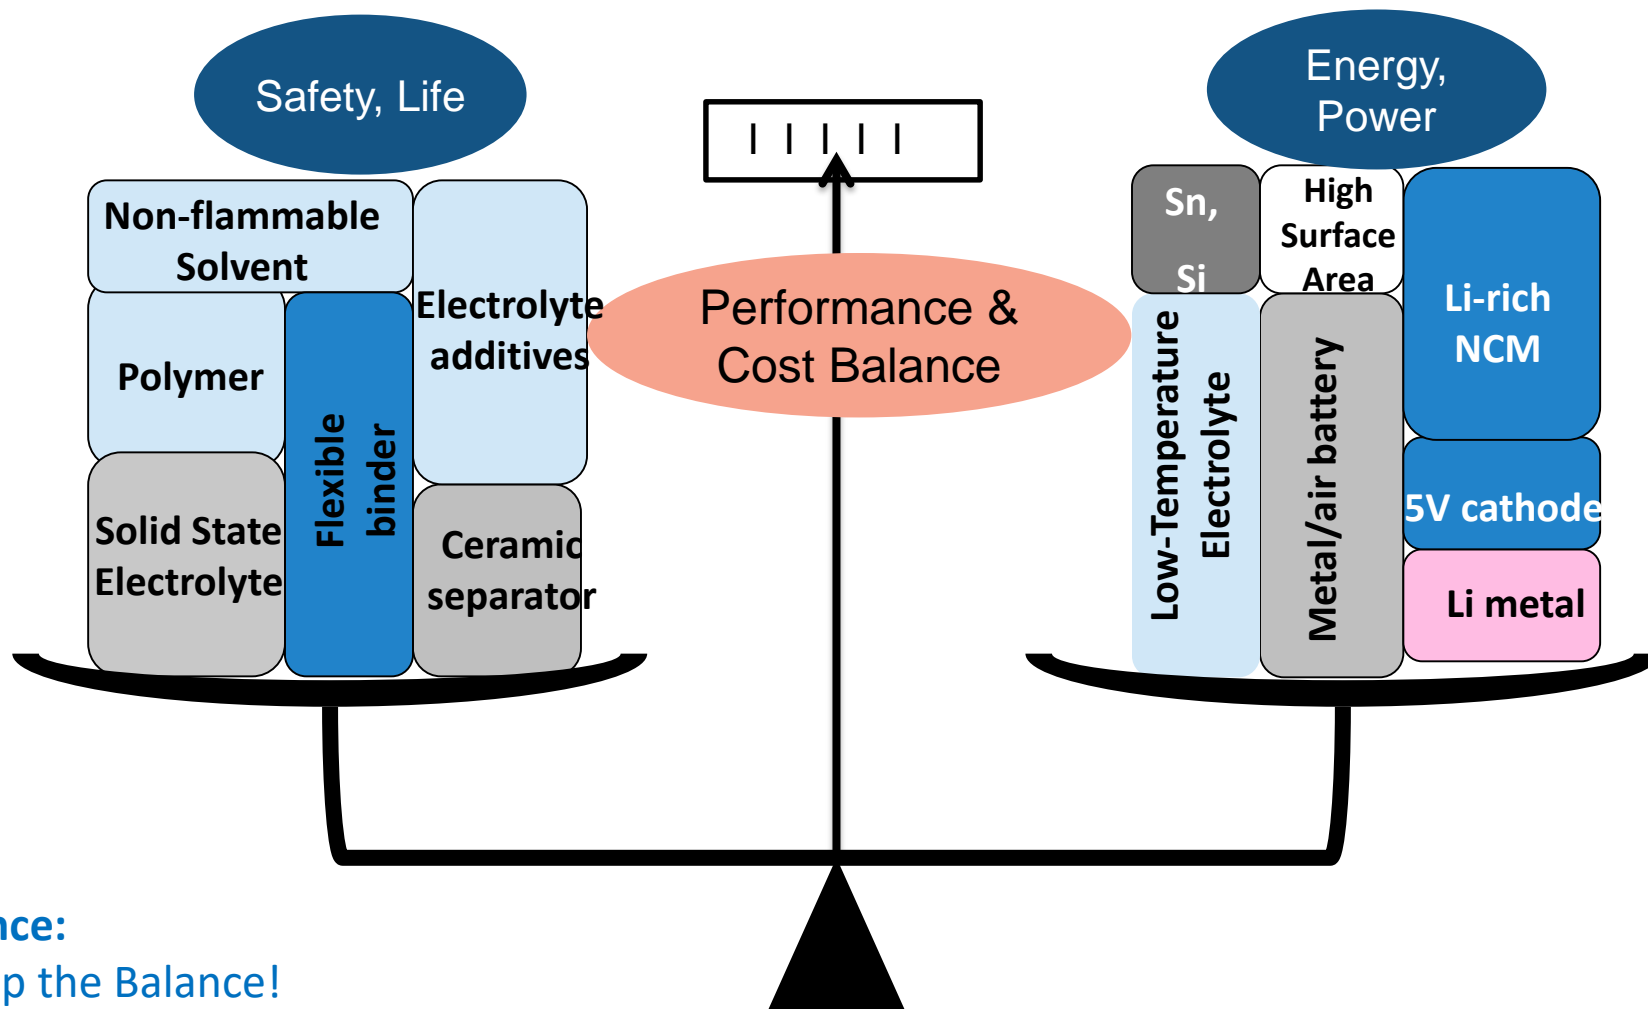 Safety, Life
Energy,
Power
Non-flammable
Solvent
Electrolyte
additives
Polymer
Flexible
binder
Solid State
Electrolyte
Ceramic
separator
Performance &
Cost Balance
Sn,
Si
High
Surface
Area
Li-rich
NCM
Low-Temperature
Electrolyte
Metal/air battery
5V cathode
Li metal
nce:
p the Balance!